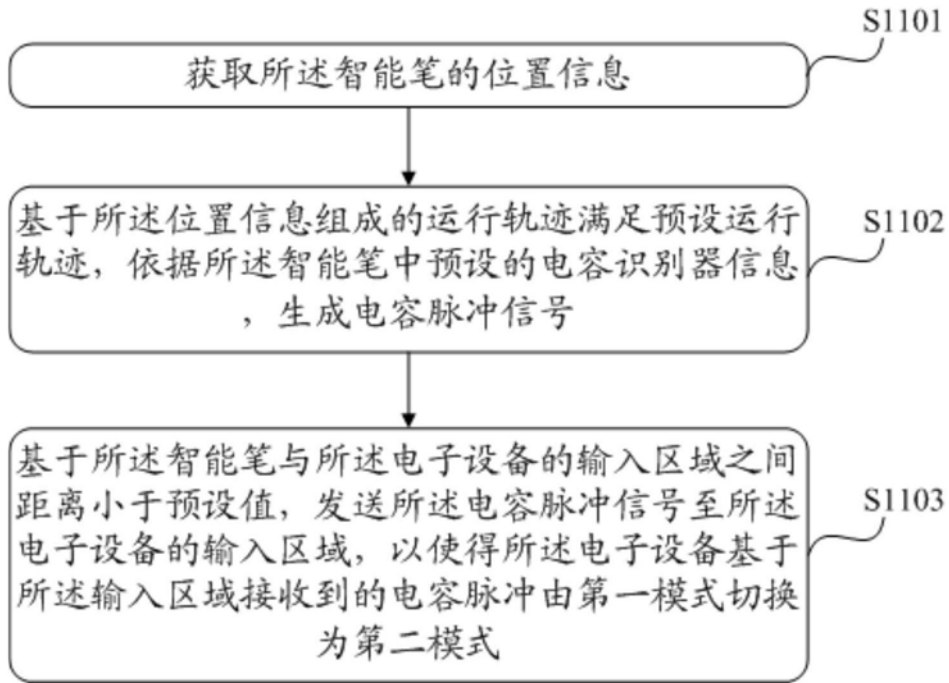 S1101
获取所述智能笔的位置信息
S1102
基于所述位置信息组成的运行轨迹满足预设运行
轨迹，依据所述智能笔中预设的电容识别器信息
，生成电容脉冲信号
S1103
基于所述智能笔与所述电子设备的输入区域之间
距离小于预设值，发送所述电容脉冲信号至所述
电子设备的输入区域，以使得所述电子设备基于
所述输入区域接收到的电容脉冲由第一模式切换
为第二模式